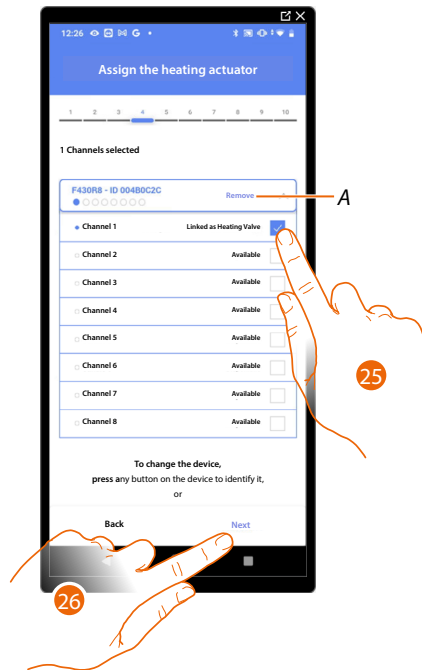 12:26 G
Assign the heating actuator
1 2 3 4 5 6 7 8 9 10
1 Channels selected
F430R8 - ID 004B0C2C
Remove
A
Channel 1 Linked as Heating Valve
Channel 2 Available
Channel 3 Available
Channel 4 Available
Channel 5 Available
Channel 6 Available
Channel 7 Available
Channel 8 Available
25
To change the device,
press any button on the device to identify it,
or
Back Next
26